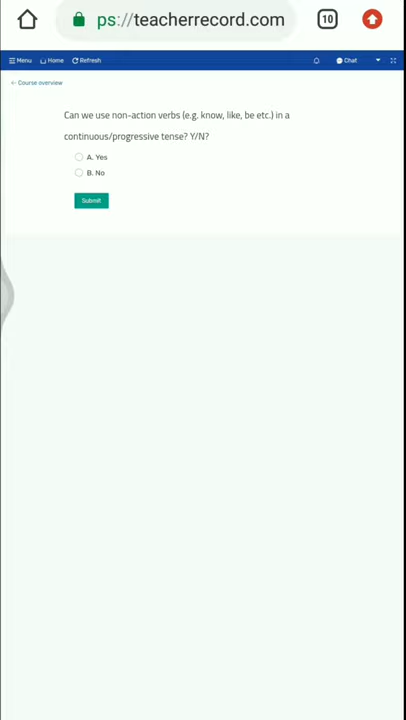 ps://teacherrecord.com
10
Menu Home Refresh Chat
← Course overview
Can we use non-action verbs (e.g. know, like, be etc.) in a
continuous/progressive tense? Y/N?
A. Yes
B. No
Submit